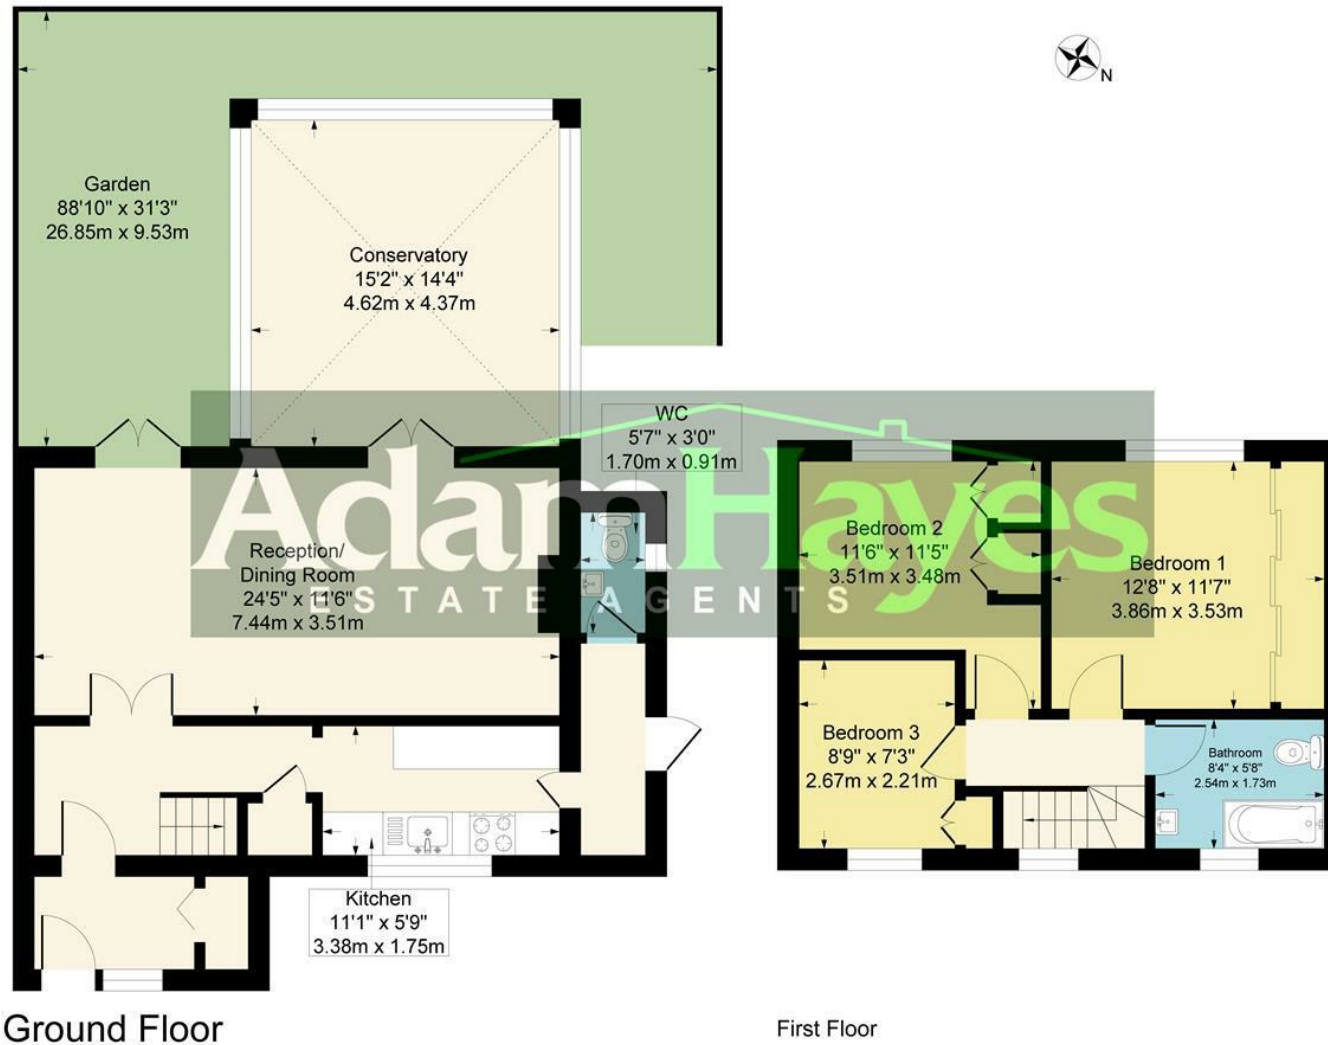 N
Garden
88'10" x 31'3"
26.85m x 9.53m
Conservatory
15'2" x 14'4"
4.62m x 4.37m
WC
5'7" x 3'0"
1.70m x 0.91m
AdamHayes
ESTATE AGENTS
Reception/
Dining Room
24'5" x 11'6"
7.44m x 3.51m
Bedroom 2
11'6" x 11'5"
3.51m x 3.48m
Bedroom 1
12'8" x 11'7"
3.86m x 3.53m
Bedroom 3
8'9" x 7'3"
2.67m x 2.21m
Bathroom
8'4" x 5'8"
2.54m x 1.73m
Kitchen
11'1" x 5'9"
3.38m x 1.75m
Ground Floor
First Floor